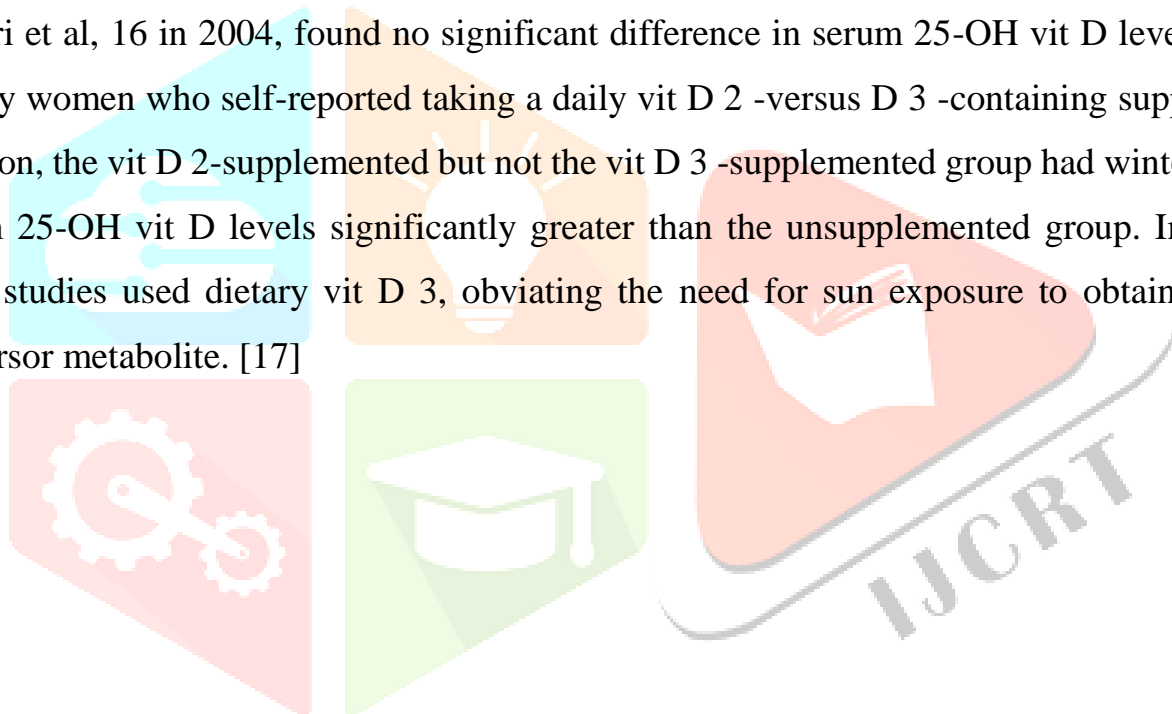 ri et al, 16 in 2004, found no significant difference in serum 25-OH vit D leve
y women who self-reported taking a daily vit D 2 -versus D 3 -containing sup
on, the vit D 2-supplemented but not the vit D 3 -supplemented group had wint
25-OH vit D levels significantly greater than the unsupplemented group. I
studies used dietary vit D 3, obviating the need for sun exposure to obtain
rsor metabolite. [17]
IJCRT